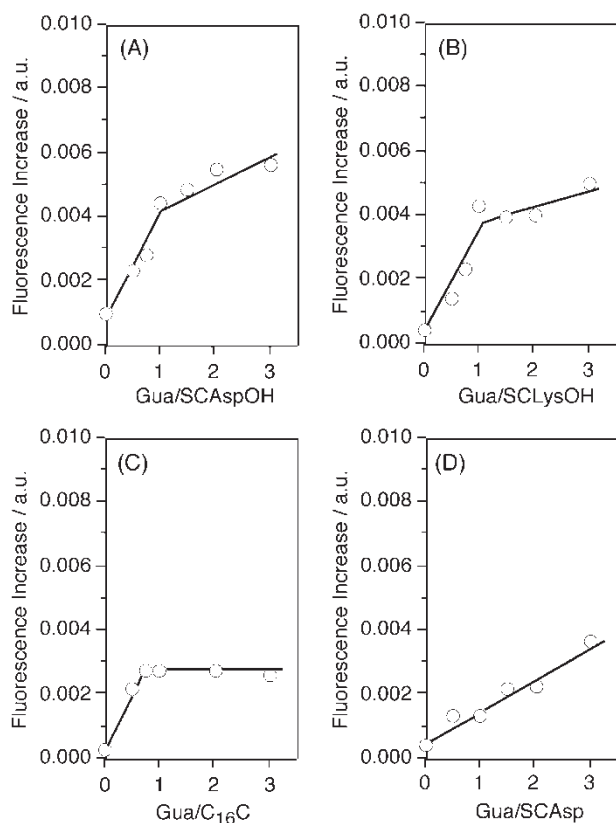 (A)
Fluorescence Increase / a.u.
0.010
0.008
0.006
0.004
0.002
0.000
0 1 2 3
Gua/SCAspOH
(B)
Fluorescence Increase / a.u.
0.010
0.008
0.006
0.004
0.002
0.000
0 1 2 3
Gua/SCLysOH
(C)
Fluorescence Increase / a.u.
0.010
0.008
0.006
0.004
0.002
0.000
0 1 2 3
Gua/C₁₆C
(D)
Fluorescence Increase / a.u.
0.010
0.008
0.006
0.004
0.002
0.000
0 1 2 3
Gua/SCAsp